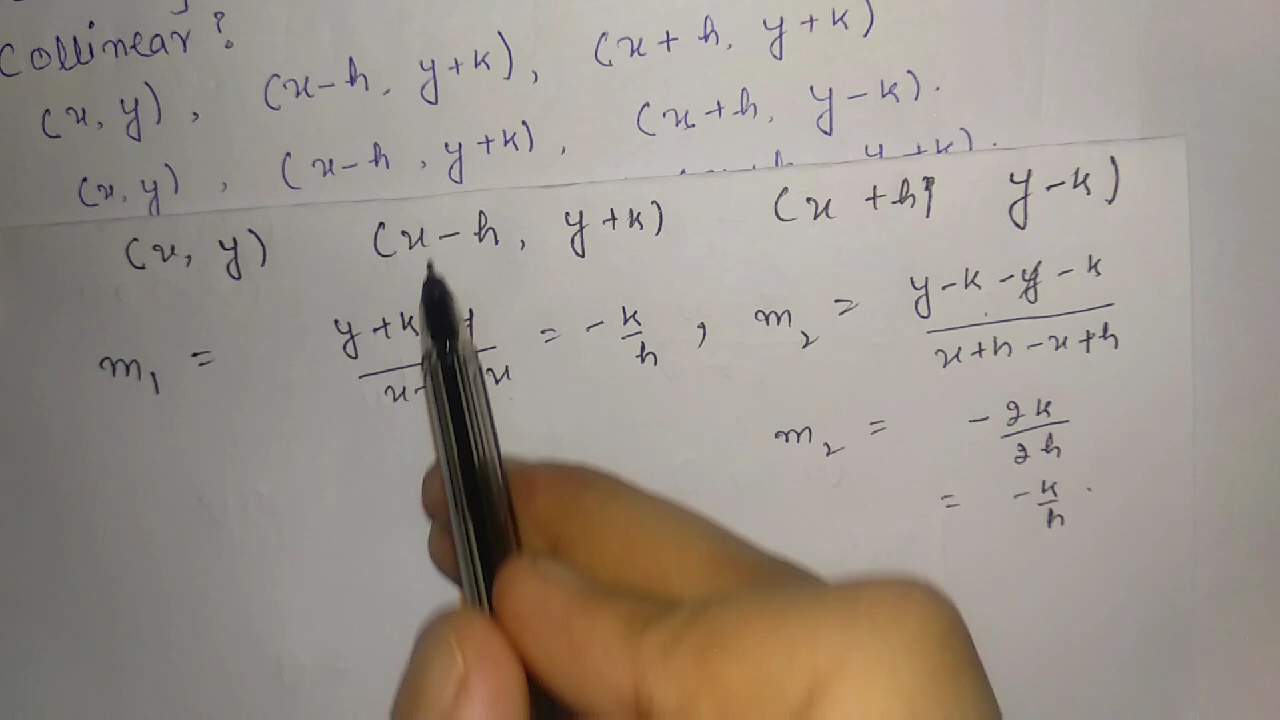 Collinear?
(x, y), (x-h, y+k), (x+h, y+k)
(x, y), (x-h, y+k), (x+h, y-k).
y+k).
(x, y) (x-h, y+k) (x+h, y-k)
m₁ = y+k / x = -k/h, m₂ = y-k-y-k / x+h-x+h
m₂ = -2k/2h
= -k/h.